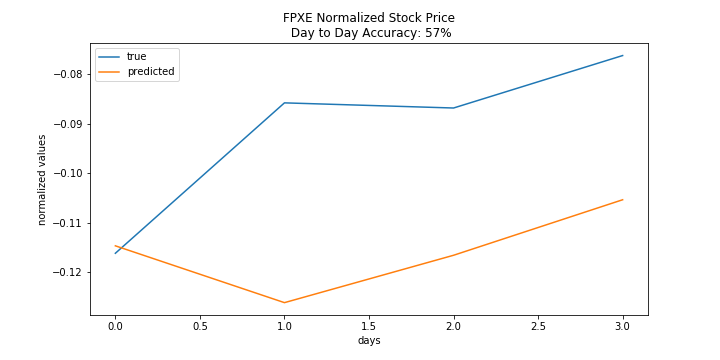 FPXE Normalized Stock Price
Day to Day Accuracy: 57%
true
predicted
normalized values
−0.08
−0.09
−0.10
−0.11
−0.12
0.0 0.5 1.0 1.5 2.0 2.5 3.0
days